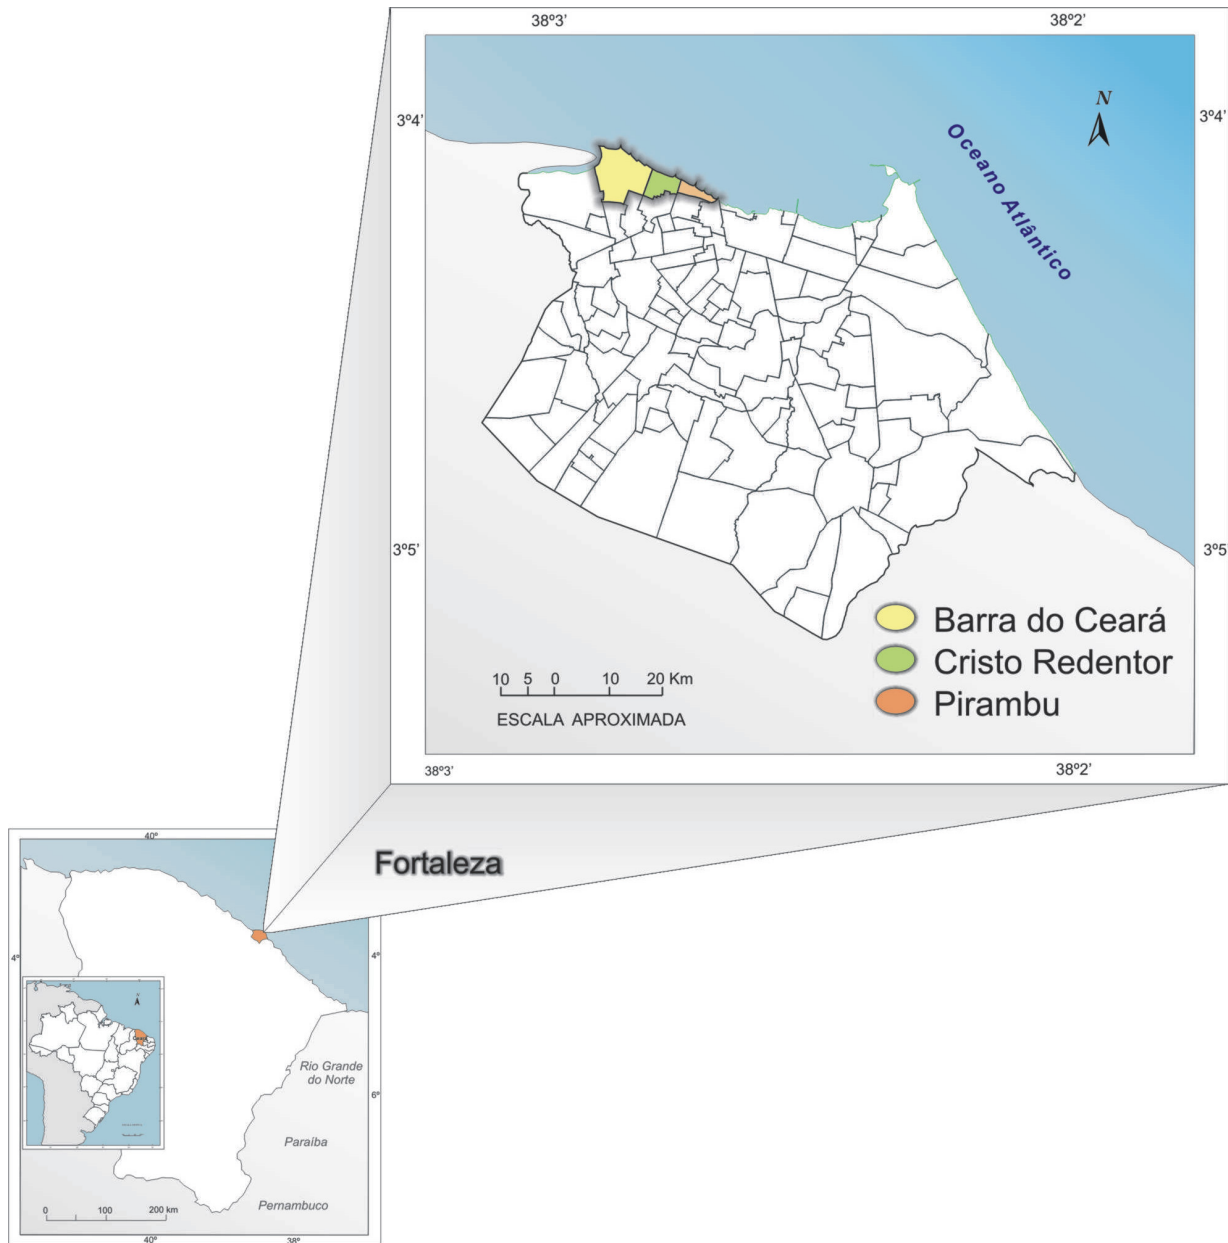 38º3’ 38º2’
3º4’ 3º4’
N
Oceano Atlântico
3º5’ 3º5’
Barra do Ceará
Cristo Redentor
Pirambu
10 5 0 10 20 Km
ESCALA APROXIMADA
38º3’ 38º2’
Fortaleza
40º
4º 4º
N
Ceará
Rio Grande
do Norte
6º
Paraíba
Pernambuco
0 100 200 km
40º 38º